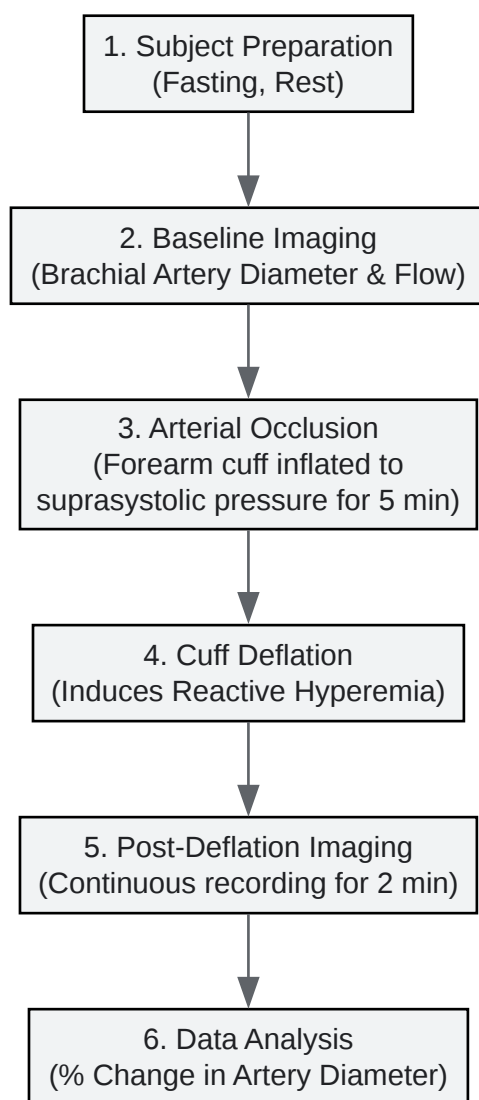 1. Subject Preparation
(Fasting, Rest)
2. Baseline Imaging
(Brachial Artery Diameter & Flow)
3. Arterial Occlusion
(Forearm cuff inflated to
suprasystolic pressure for 5 min)
4. Cuff Deflation
(Induces Reactive Hyperemia)
5. Post-Deflation Imaging
(Continuous recording for 2 min)
6. Data Analysis
(% Change in Artery Diameter)